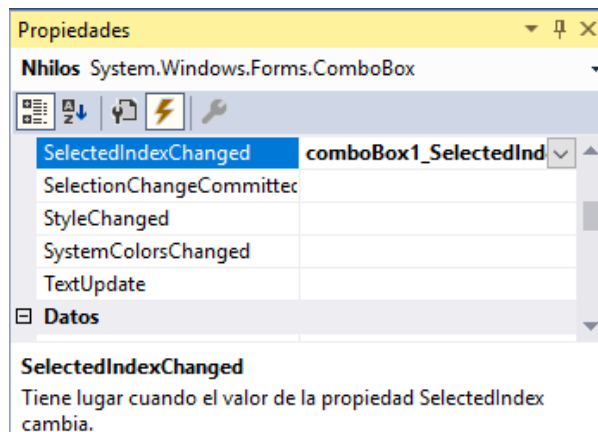 Propiedades
Nhilos System.Windows.Forms.ComboBox
SelectedIndexChanged comboBox1_SelectedInd
SelectionChangeCommitted
StyleChanged
SystemColorsChanged
TextUpdate
Datos
SelectedIndexChanged
Tiene lugar cuando el valor de la propiedad SelectedIndex
cambia.